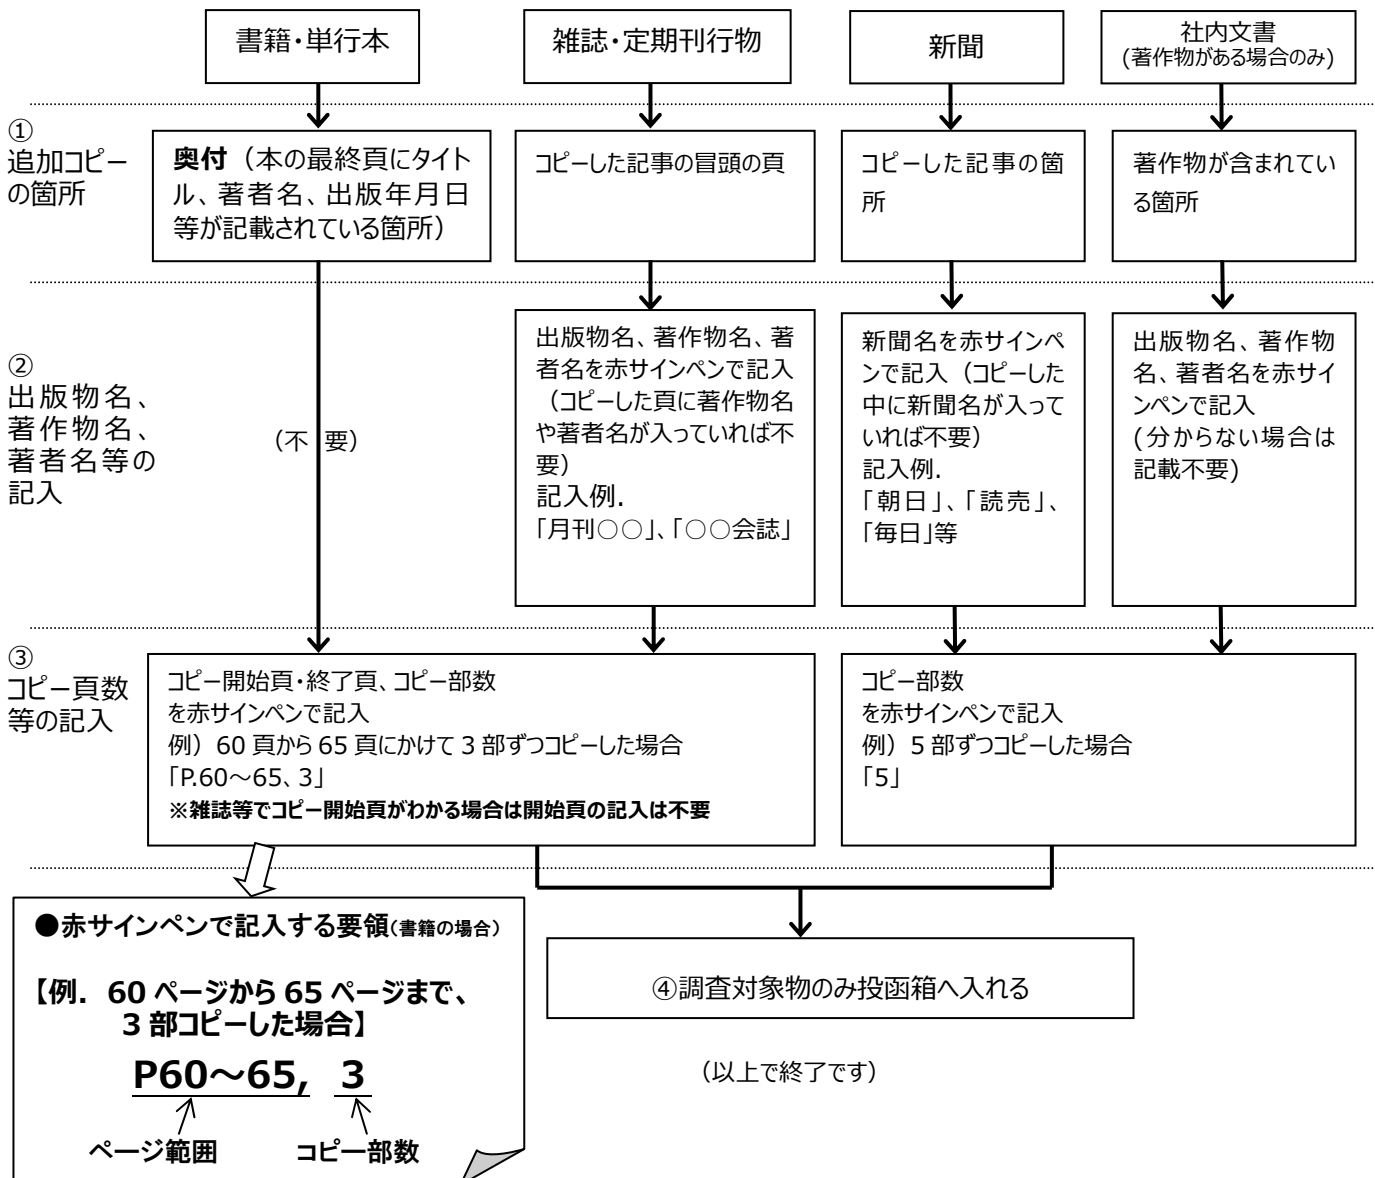 書籍・単行本
雑誌・定期刊行物
新聞
社内文書
(著作物がある場合のみ)
①
追加コピー
の箇所
奥付（本の最終頁にタイト
ル、著者名、出版年月日
等が記載されている箇所）
コピーした記事の冒頭の頁
コピーした記事の箇
所
著作物が含まれてい
る箇所
②
出版物名、
著作物名、
著者名等の
記入
（不 要）
出版物名、著作物名、著
者名を赤サインペンで記入
（コピーした頁に著作物名
や著者名が入っていれば不
要）
記入例.
「月刊○○」、「○○会誌」
新聞名を赤サインペ
ンで記入（コピーした
中に新聞名が入って
いれば不要）
記入例.
「朝日」、「読売」、
「毎日」等
出版物名、著作物
名、著者名を赤サイ
ンペンで記入
(分からない場合は
記載不要)
③
コピー頁数
等の記入
コピー開始頁・終了頁、コピー部数
を赤サインペンで記入
例）60 頁から 65 頁にかけて 3 部ずつコピーした場合
「P.60～65、3」
※雑誌等でコピー開始頁がわかる場合は開始頁の記入は不要
コピー部数
を赤サインペンで記入
例）5 部ずつコピーした場合
「5」
●赤サインペンで記入する要領(書籍の場合)
【例. 60 ページから 65 ページまで、
3 部コピーした場合】
P60～65, 3
ページ範囲 コピー部数
④調査対象物のみ投函箱へ入れる
（以上で終了です）